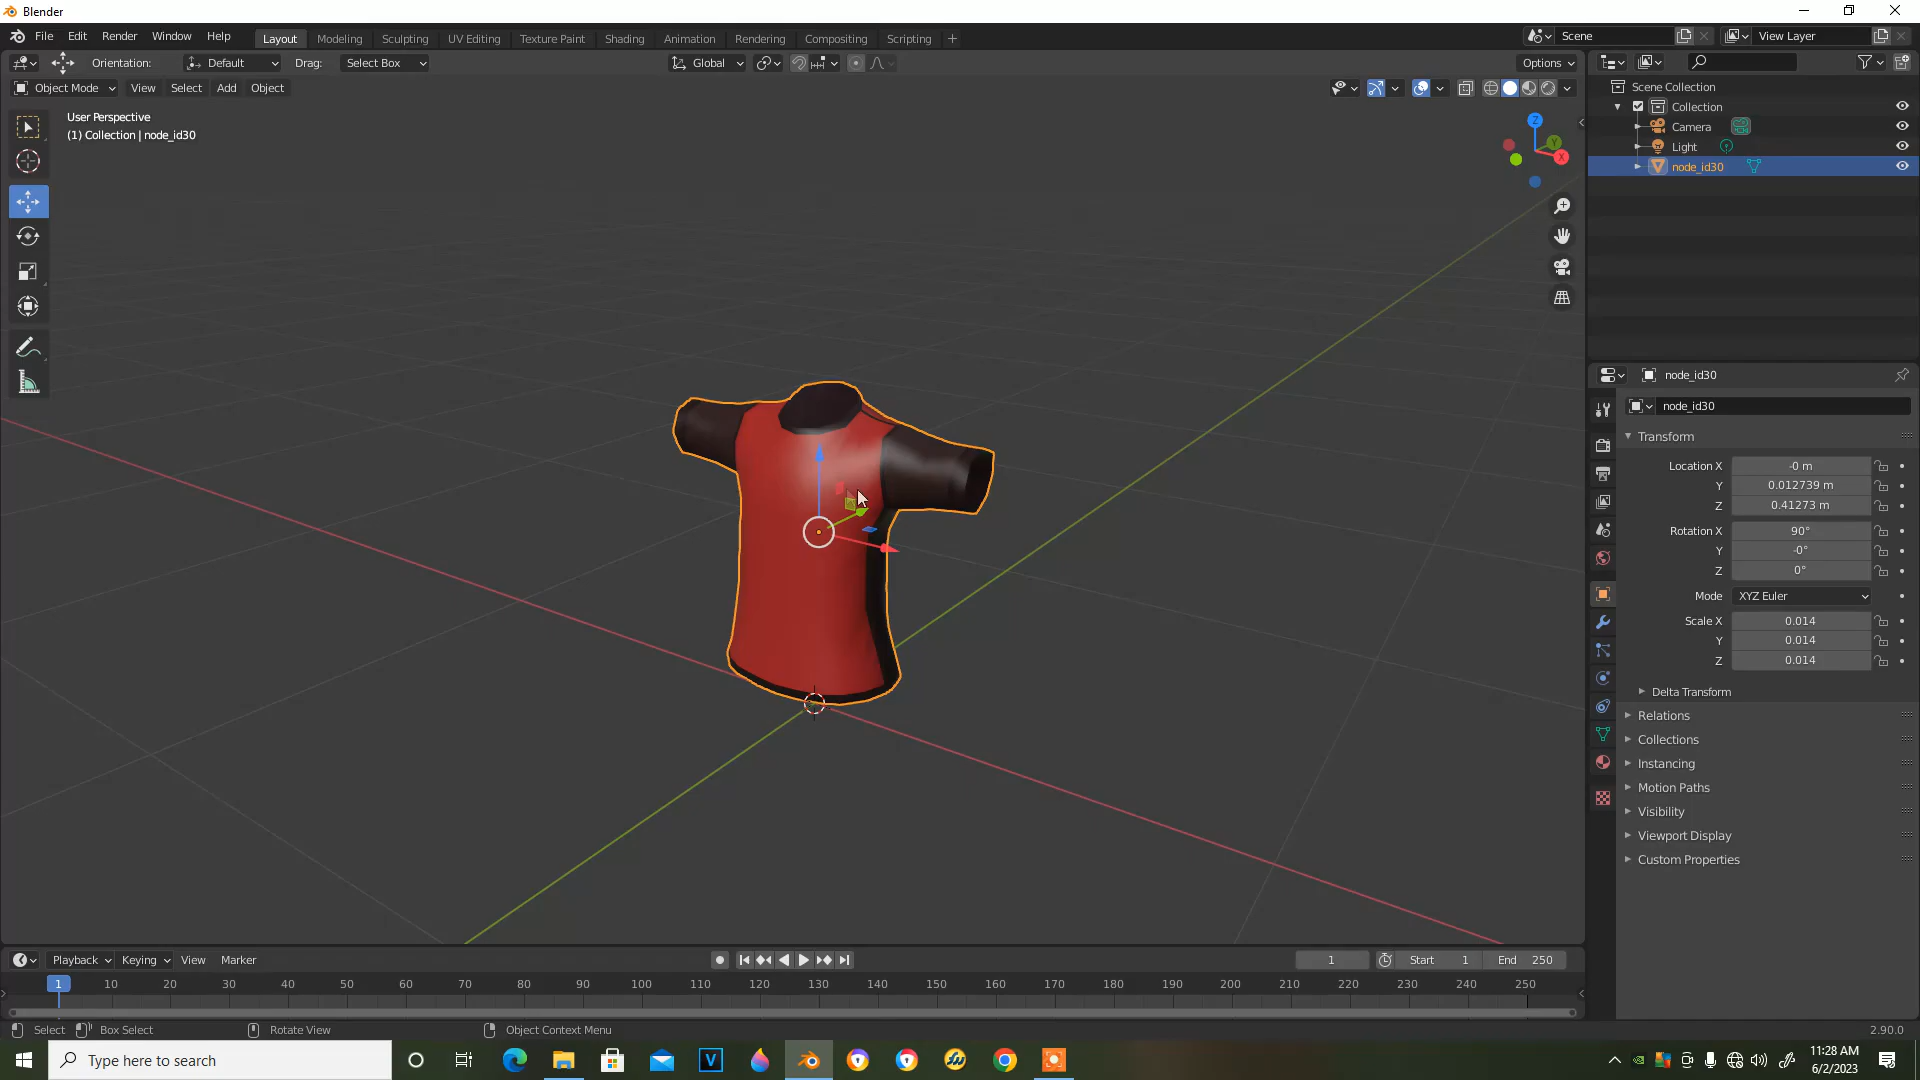 Blender
File Edit Render Window Help Layout Modeling Sculpting UV Editing Texture Paint Shading Animation Rendering Compositing Scripting + Scene View Layer
Orientation: Default Drag: Select Box Global Options
Object Mode View Select Add Object
User Perspective
(1) Collection | node_id30
Z
Y
X
Scene Collection
Collection
Camera
Light
node_id30
node_id30
node_id30
Transform
Location X -0 m
Y 0.012739 m
Z 0.41273 m
Rotation X 90°
Y -0°
Z 0°
Mode XYZ Euler
Scale X 0.014
Y 0.014
Z 0.014
Delta Transform
Relations
Collections
Instancing
Motion Paths
Visibility
Viewport Display
Custom Properties
Playback Keying View Marker 1 Start 1 End 250
1 10 20 30 40 50 60 70 80 90 100 110 120 130 140 150 160 170 180 190 200 210 220 230 240 250
Select Box Select Rotate View Object Context Menu 2.90.0
Type here to search
V
11:28 AM
6/2/2023